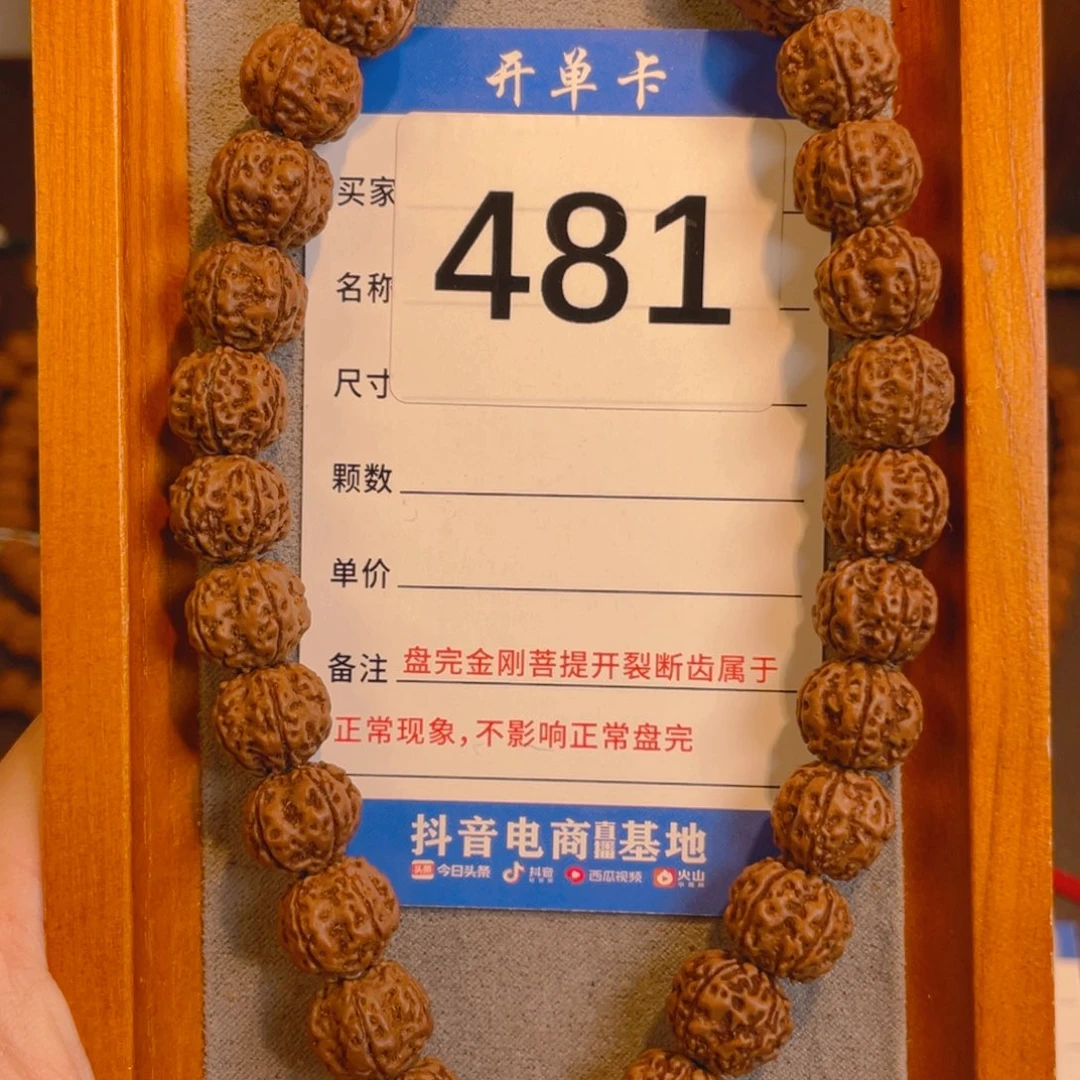 开单卡
买家
481
名称
尺寸
颗数
单价
备注 盘完金刚菩提开裂断齿属于
正常现象,不影响正常盘完
抖音电商直播基地
头条 今日头条 抖音 西瓜视频 火山